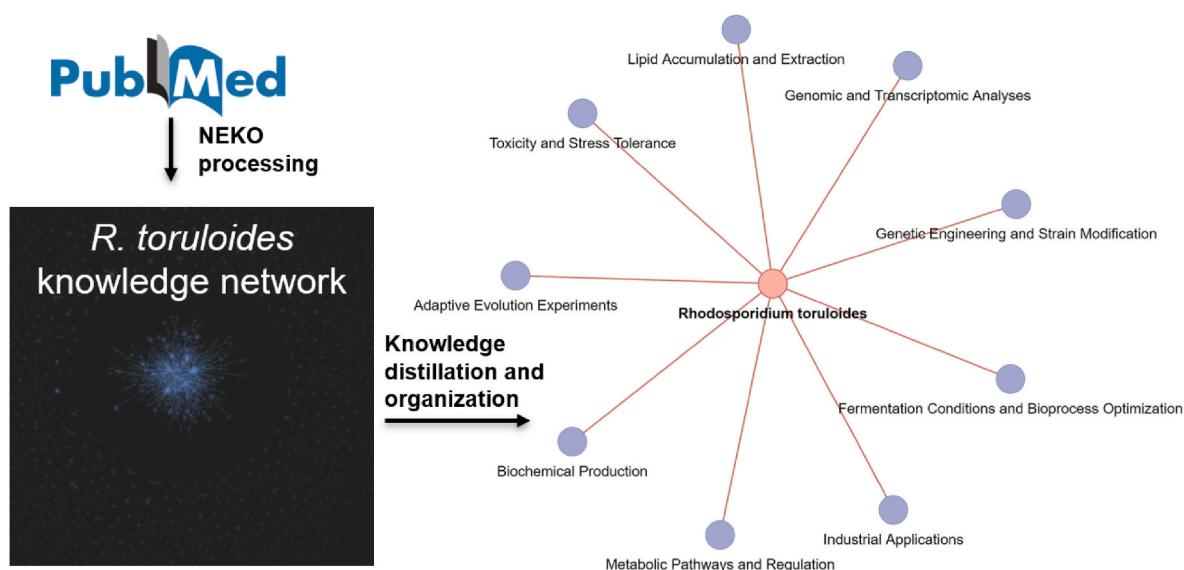 PubMed
NEKO
processing
R. toruloides
knowledge network
Knowledge
distillation and
organization
Lipid Accumulation and Extraction
Genomic and Transcriptomic Analyses
Toxicity and Stress Tolerance
Genetic Engineering and Strain Modification
Adaptive Evolution Experiments
Rhodosporidium toruloides
Fermentation Conditions and Bioprocess Optimization
Biochemical Production
Industrial Applications
Metabolic Pathways and Regulation